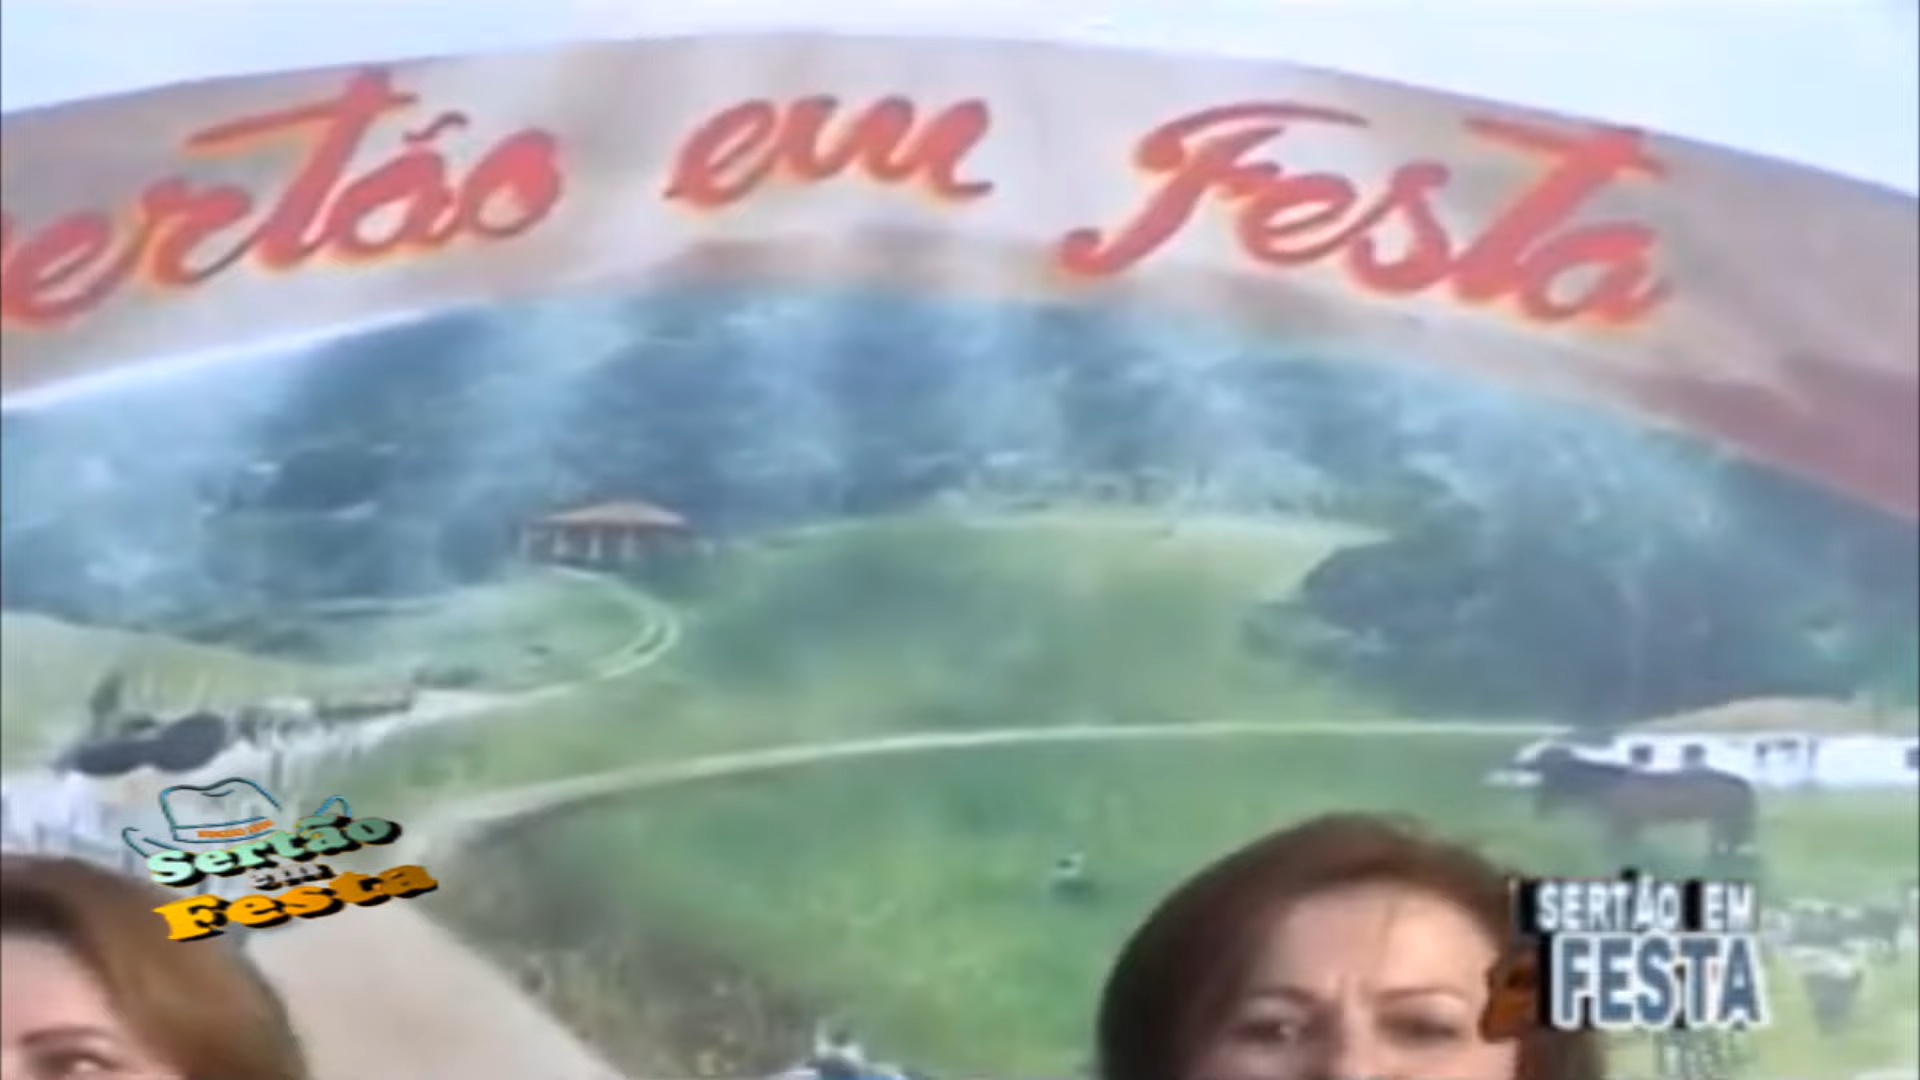 ertão em Festa
Sertão
em
Festa
SERTÃO EM
FESTA